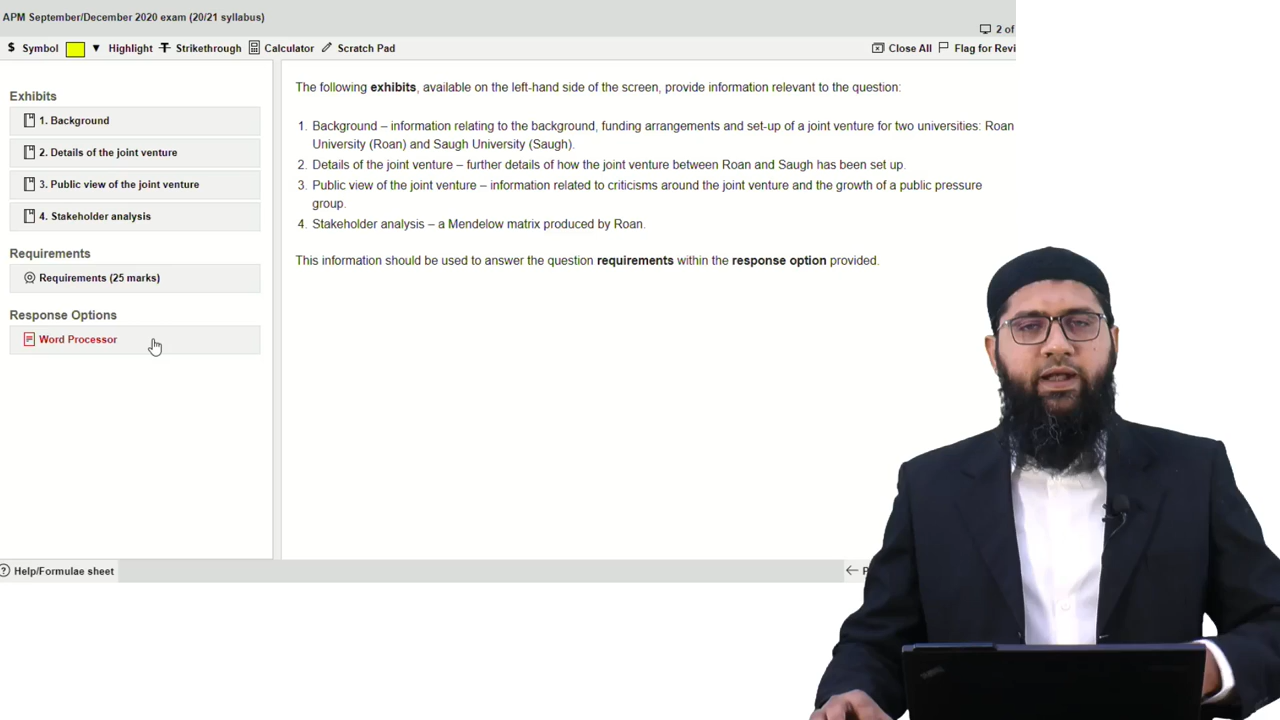 APM September/December 2020 exam (20/21 syllabus)
2 of
$ Symbol Highlight Strikethrough Calculator Scratch Pad
Close All Flag for Revi
Exhibits
1. Background
2. Details of the joint venture
3. Public view of the joint venture
4. Stakeholder analysis
Requirements
Requirements (25 marks)
Response Options
Word Processor
The following exhibits, available on the left-hand side of the screen, provide information relevant to the question:
1. Background – information relating to the background, funding arrangements and set-up of a joint venture for two universities: Roan
University (Roan) and Saugh University (Saugh).
2. Details of the joint venture – further details of how the joint venture between Roan and Saugh has been set up.
3. Public view of the joint venture – information related to criticisms around the joint venture and the growth of a public pressure
group.
4. Stakeholder analysis – a Mendelow matrix produced by Roan.
This information should be used to answer the question requirements within the response option provided.
? Help/Formulae sheet